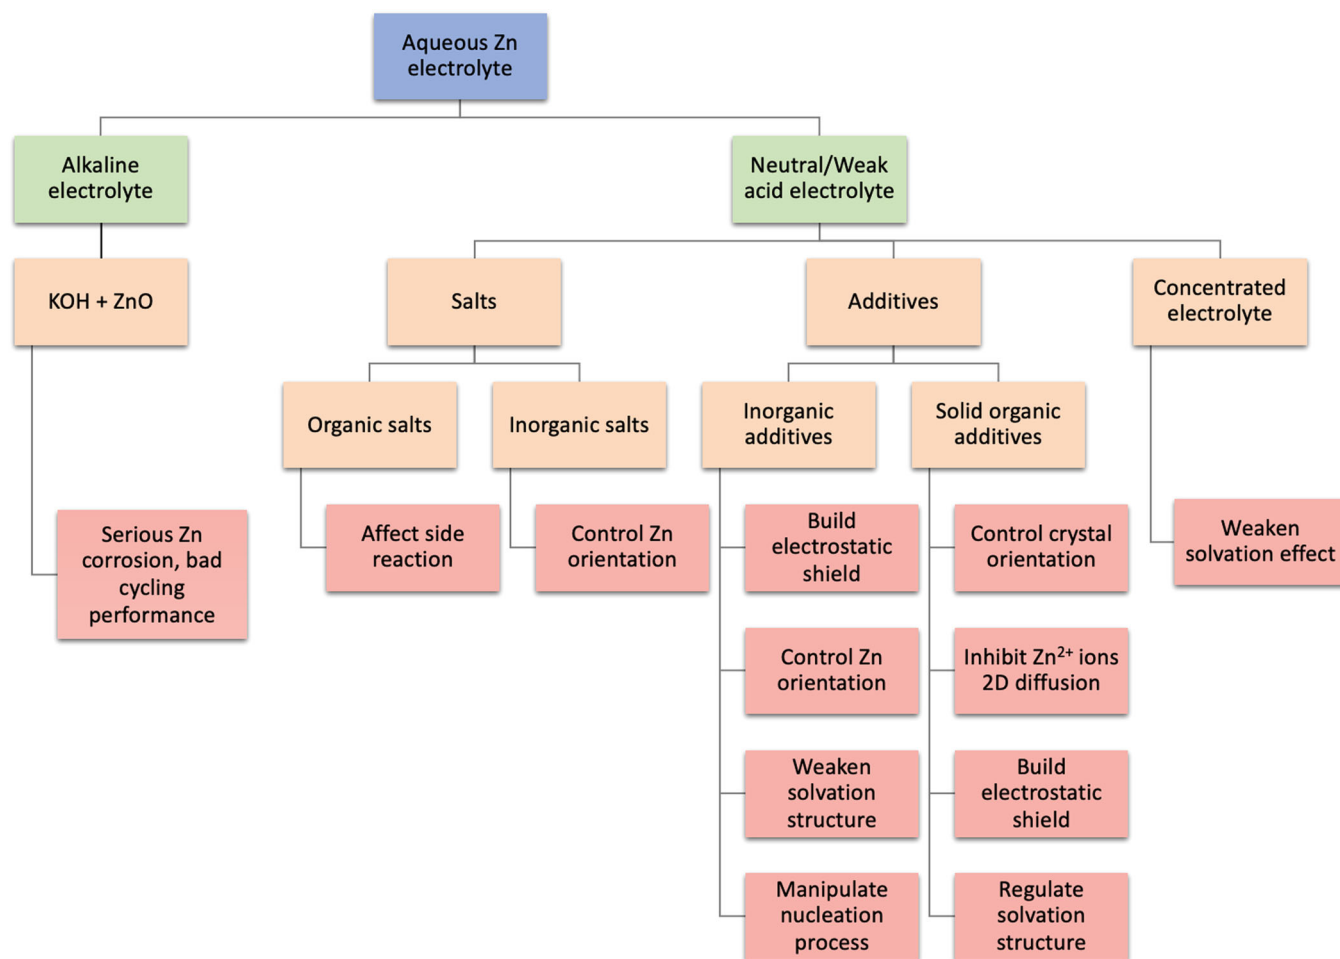 Aqueous Zn
electrolyte
Alkaline
electrolyte
Neutral/Weak
acid electrolyte
KOH + ZnO
Salts
Additives
Concentrated
electrolyte
Organic salts
Inorganic salts
Inorganic
additives
Solid organic
additives
Serious Zn
corrosion, bad
cycling
performance
Affect side
reaction
Control Zn
orientation
Build
electrostatic
shield
Control crystal
orientation
Weaken
solvation effect
Control Zn
orientation
Inhibit Zn²⁺ ions
2D diffusion
Weaken
solvation
structure
Build
electrostatic
shield
Manipulate
nucleation
process
Regulate
solvation
structure